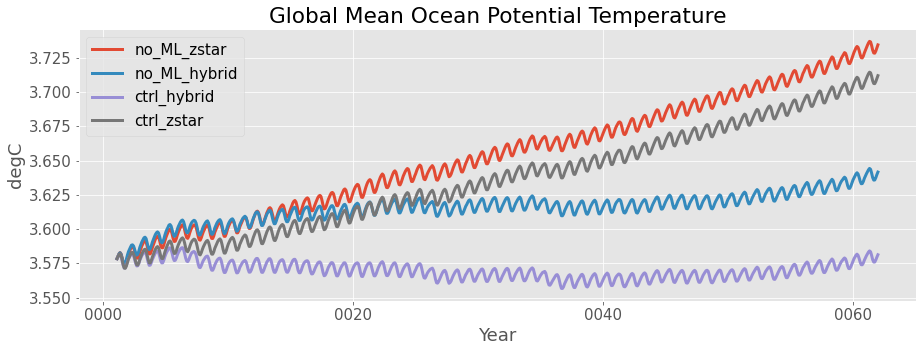 Global Mean Ocean Potential Temperature
degC
3.725
3.700
3.675
3.650
3.625
3.600
3.575
3.550
no_ML_zstar
no_ML_hybrid
ctrl_hybrid
ctrl_zstar
0000
0020
0040
0060
Year